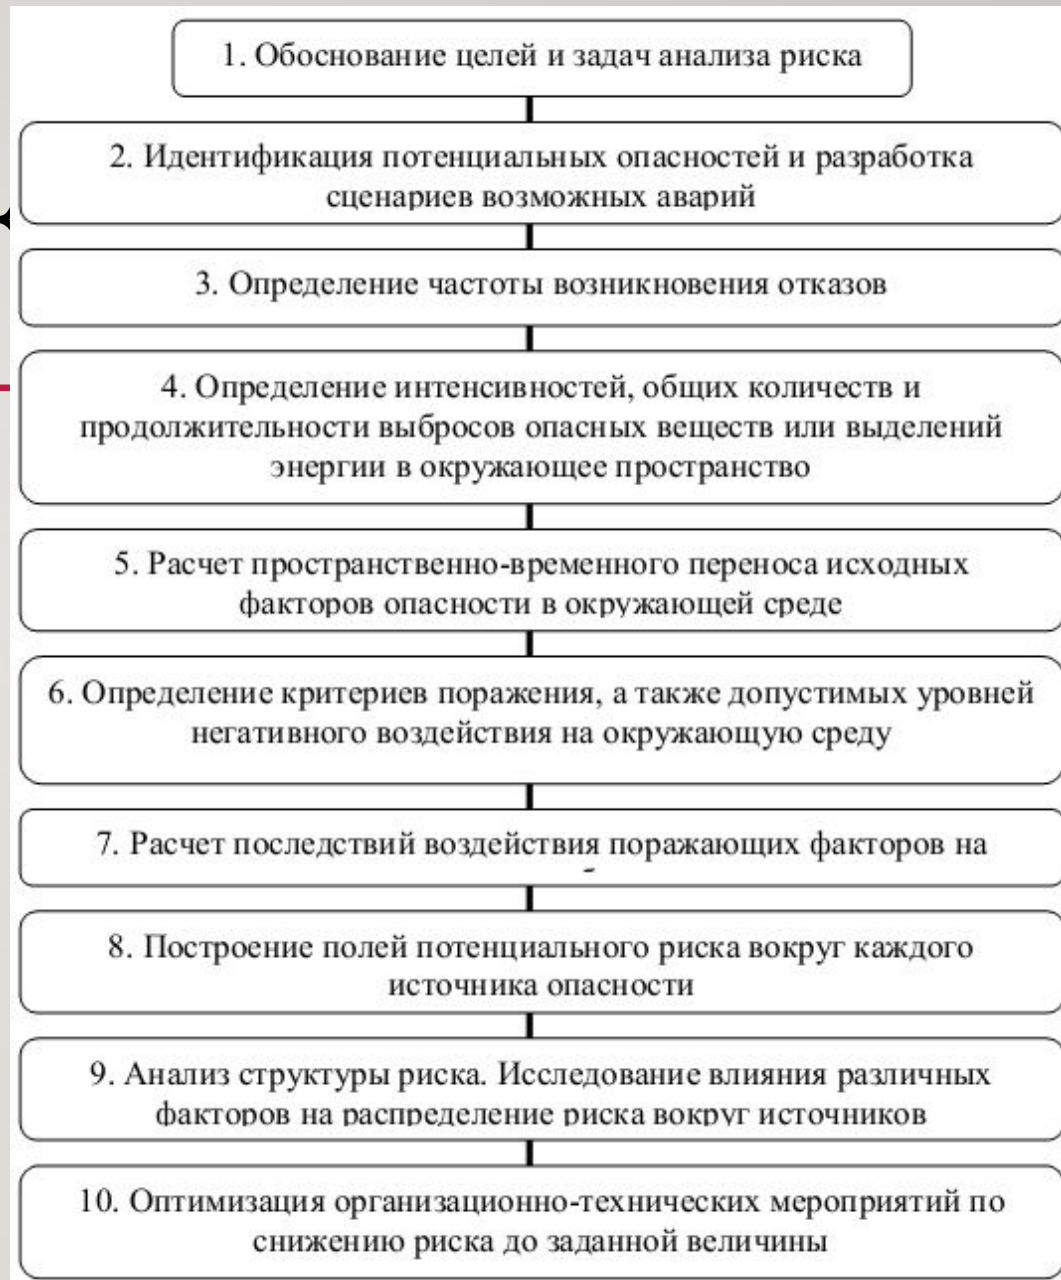 1. Обоснование целей и задач анализа риска
2. Идентификация потенциальных опасностей и разработка
сценариев возможных аварий
3. Определение частоты возникновения отказов
4. Определение интенсивностей, общих количеств и
продолжительности выбросов опасных веществ или выделений
энергии в окружающее пространство
5. Расчет пространственно-временного переноса исходных
факторов опасности в окружающей среде
6. Определение критериев поражения, а также допустимых уровней
негативного воздействия на окружающую среду
7. Расчет последствий воздействия поражающих факторов на
8. Построение полей потенциального риска вокруг каждого
источника опасности
9. Анализ структуры риска. Исследование влияния различных
факторов на распределение риска вокруг источников
10. Оптимизация организационно-технических мероприятий по
снижению риска до заданной величины